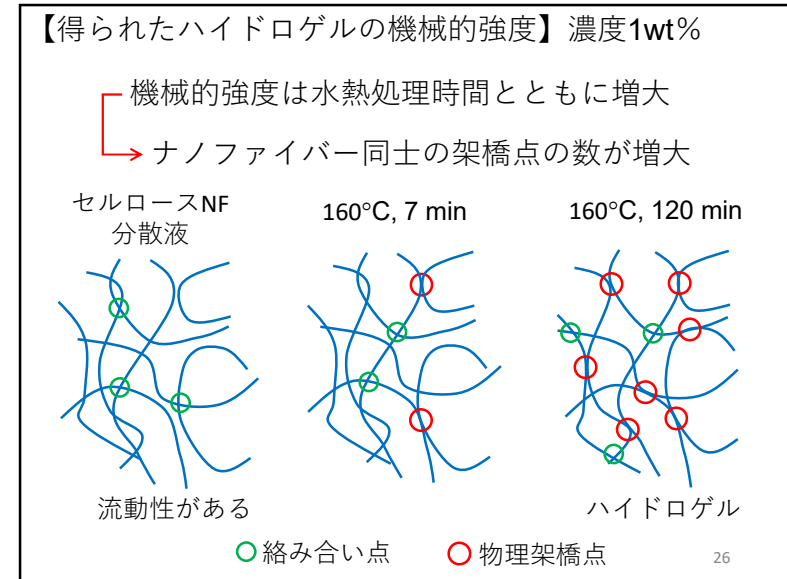 【得られたハイドロゲルの機械的強度】濃度1wt%
機械的強度は水熱処理時間とともに増大
ナノファイバー同士の架橋点の数が増大
セルロースNF
分散液
160°C, 7 min
160°C, 120 min
流動性がある
ハイドロゲル
絡み合い点
物理架橋点
26